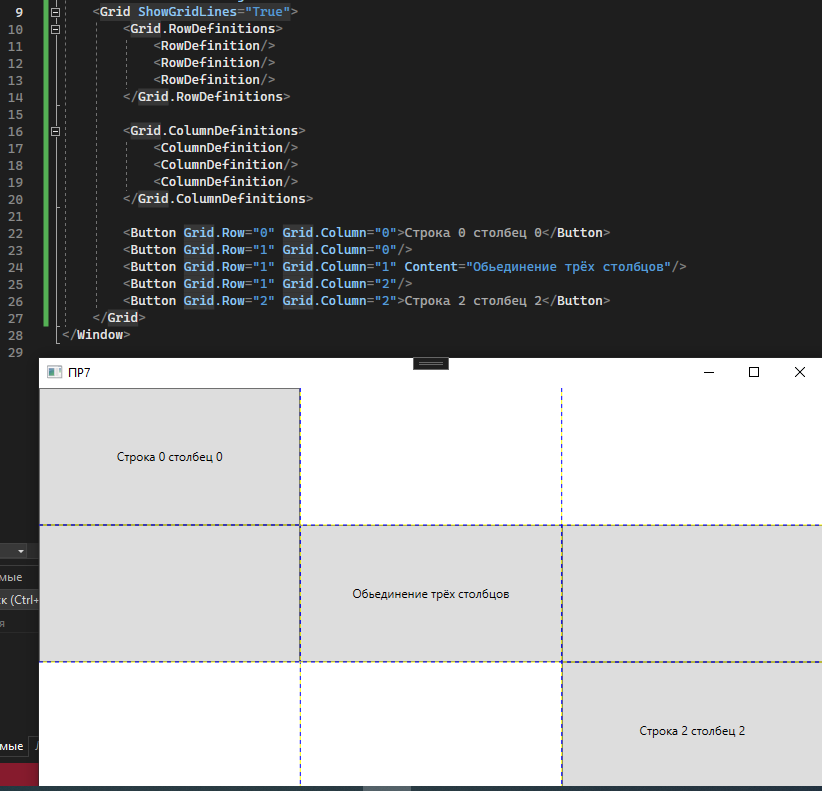 9 <Grid ShowGridLines="True">
10 <Grid.RowDefinitions>
11 <RowDefinition/>
12 <RowDefinition/>
13 <RowDefinition/>
14 </Grid.RowDefinitions>
15
16 <Grid.ColumnDefinitions>
17 <ColumnDefinition/>
18 <ColumnDefinition/>
19 <ColumnDefinition/>
20 </Grid.ColumnDefinitions>
21
22 <Button Grid.Row="0" Grid.Column="0">Строка 0 столбец 0</Button>
23 <Button Grid.Row="1" Grid.Column="0"/>
24 <Button Grid.Row="1" Grid.Column="1" Content="Обьединение трёх столбцов"/>
25 <Button Grid.Row="1" Grid.Column="2"/>
26 <Button Grid.Row="2" Grid.Column="2">Строка 2 столбец 2</Button>
27 </Grid>
28 </Window>
29
ПР7
Строка 0 столбец 0
мые
к (Ctrl+
Обьединение трёх столбцов
я
Строка 2 столбец 2
мые